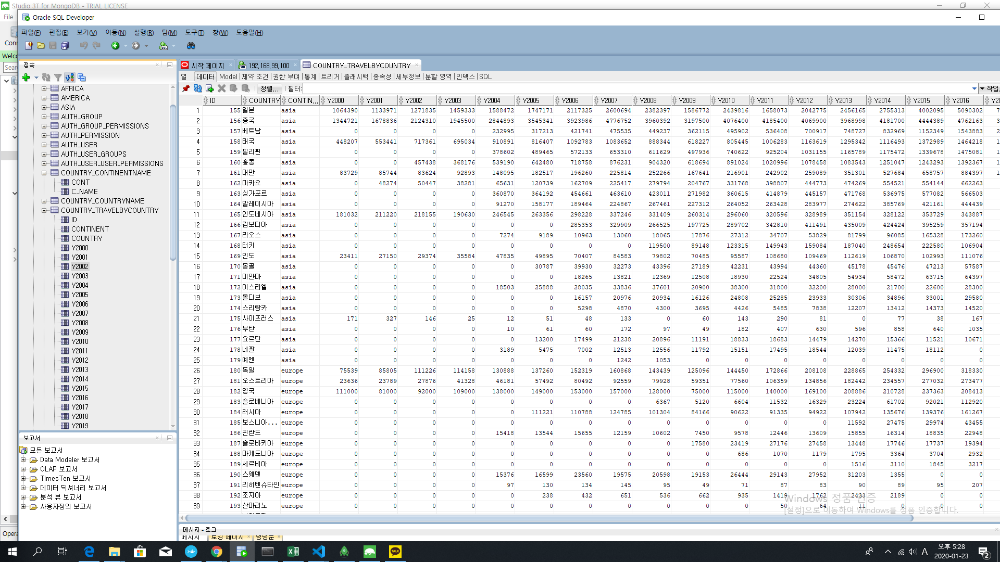 Studio 3T for MongoDB - TRIAL LICENSE
File
Oracle SQL Developer
파일(F) 편집(E) 보기(V) 이동(N) 실행(R) 팀(M) 도구(T) 창(W) 도움말(H)
Conn
Welco
Sear
접속
AFRICA
AMERICA
ASIA
AUTH_GROUP
AUTH_GROUP_PERMISSIONS
AUTH_PERMISSION
AUTH_USER
AUTH_USER_GROUPS
AUTH_USER_USER_PERMISSIONS
COUNTRY_CONTINENTNAME
CONT
C_NAME
COUNTRY_COUNTRYNAME
COUNTRY_TRAVELBYCOUNTRY
ID
CONTINENT
COUNTRY
Y2000
Y2001
Y2002
Y2003
Y2004
Y2005
Y2006
Y2007
Y2008
Y2009
Y2010
Y2011
Y2012
Y2013
Y2014
Y2015
Y2016
Y2017
Y2018
Y2019
보고서
모든 보고서
Data Modeler 보고서
OLAP 보고서
TimesTen 보고서
데이터 딕셔너리 보고서
분석 뷰 보고서
사용자정의 보고서
Opera
시작 페이지 192.168.99.100 COUNTRY_TRAVELBYCOUNTRY
열 데이터 Model 제약 조건 권한 부여 통계 트리거 플래시백 종속성 세부정보 분할 영역 인덱스 SQL
정렬... 필터: 작업...
ID COUNTRY CONTIN... Y2000 Y2001 Y2002 Y2003 Y2004 Y2005 Y2006 Y2007 Y2008 Y2009 Y2010 Y2011 Y2012 Y2013 Y2014 Y2015 Y2016 Y20
1 155 일본 asia 1064390 1133971 1271835 1459333 1588472 1747171 2117325 2600694 2382397 1586772 2439816 1658073 2042775 2456165 2755313 4002095 5090302 7
2 156 중국 asia 1344721 1678836 2124310 1945500 2844893 3545341 3923986 4776752 3960392 3197500 4076400 4185400 4069900 3968998 4181700 4444389 4762163 3
3 157 베트남 asia 0 0 0 0 232995 317213 421741 475535 449237 362115 495902 536408 700917 748727 832969 1152349 1543883 2
4 158 태국 asia 448207 553441 717361 695034 910891 816407 1092783 1083652 888344 618227 805445 1006283 1163619 1295342 1116493 1372989 1464218 1
5 159 필리핀 asia 0 0 0 0 378602 489465 572133 653310 611629 497936 740622 925204 1031155 1165789 1175472 1339678 1475081 1
6 160 홍콩 asia 0 0 457438 368176 539190 642480 718758 876231 904320 618694 891024 1020996 1078458 1083543 1251047 1243293 1392367 1
7 161 대만 asia 83729 85744 83624 92893 148095 182517 196260 225814 252266 167641 216901 242902 259089 351301 527684 658757 884397 1
8 162 마카오 asia 0 48274 50447 38281 65631 120739 162709 225417 279794 204767 331768 398807 444773 474269 554521 554144 662263
9 163 싱가포르 asia 0 0 0 0 360870 364192 454661 463610 423011 271982 360615 414879 445157 471768 536975 577082 566503
10 164 말레이시아 asia 0 0 0 0 91270 158177 189464 224867 267461 227312 264052 263428 283977 274622 385769 421161 444439
11 165 인도네시아 asia 181032 211220 218155 190630 246545 263356 298228 337246 331409 260314 296060 320596 328989 351154 328122 353729 343887
12 166 캄보디아 asia 0 0 0 0 0 0 285353 329909 266525 197725 289702 342810 411491 435009 424424 395259 357194
13 167 라오스 asia 0 0 0 0 7274 9189 10963 13060 18065 17876 27312 34707 53829 81799 96085 165328 173260
14 168 터키 asia 0 0 0 0 0 0 0 0 119500 89148 123315 149943 159084 187040 248654 222580 106904
15 169 인도 asia 23411 27150 29374 35584 47835 49895 70407 84583 79802 70485 95587 108680 109469 112619 106870 102993 111076
16 170 몽골 asia 0 0 0 0 0 30787 39930 32273 43396 27189 42231 43994 44360 45178 45476 47213 57587
17 171 미얀마 asia 0 0 0 0 0 0 18265 13821 12369 12508 18930 22524 34805 54934 58472 63715 64397
18 172 이스라엘 asia 0 0 0 0 18503 25888 28035 33836 37601 20900 38300 31800 32200 28000 21700 22600 28300
19 173 몰디브 asia 0 0 0 0 0 0 16157 20976 20934 16126 24808 25285 23933 30306 34896 33001 29580
20 174 스리랑카 asia 0 0 0 0 0 0 5298 4870 4300 3695 4426 5485 7838 12207 13412 14373 14520
21 175 사이프러스 asia 171 327 146 25 12 51 48 133 0 60 143 290 81 0 77 38 167
22 176 부탄 asia 0 0 0 0 10 61 60 172 97 49 182 407 630 596 858 640 1035
23 177 요르단 asia 0 0 0 0 0 13200 17499 21238 20896 11191 18833 18683 14479 14270 15366 11521 10671
24 178 네팔 asia 0 0 0 0 3189 5475 7002 12513 12556 11792 15151 17495 18544 12039 11475 18112 0
25 179 예멘 asia 0 0 0 0 0 0 0 1242 1053 0 0 0 0 0 0 0 0
26 180 독일 europe 75539 85805 111226 114158 130888 137260 152319 160868 143439 125096 144450 172866 208108 228865 254332 296900 318330
27 181 오스트리아 europe 23636 23789 27876 41328 46181 57492 80492 92559 79928 59351 77560 106359 134856 182442 234557 277032 273477
28 182 영국 europe 111000 81000 92000 109000 138000 149000 153000 157000 128000 75000 115000 140000 169100 208886 210728 237363 208413
29 183 슬로베니아 europe 0 0 0 0 0 0 0 0 6367 5120 6604 11532 16329 23224 61702 92021 112920
30 184 러시아 europe 0 0 0 0 0 111221 110788 124785 101304 84166 90622 91335 94922 107942 135676 139376 161267
31 185 보스니아... europe 0 0 0 0 0 0 0 0 0 0 0 0 0 11592 27475 29974 43455
32 186 핀란드 europe 0 0 0 0 15418 13544 15655 12159 10602 7450 9578 12446 13609 15855 16314 18835 22948
33 187 슬로바키아 europe 0 0 0 0 0 0 0 0 0 17580 23419 27176 27458 13448 17746 17737 19394
34 188 마케도니아 europe 0 0 0 0 0 0 0 0 0 0 686 1070 1179 1795 3364 3704 2932
35 189 세르비아 europe 0 0 0 0 0 0 0 0 0 0 0 0 0 1516 3110 1845 3217
36 190 스웨덴 europe 0 0 0 0 15376 16599 23560 19575 20598 19153 26444 29143 27952 31203 1355 0 0
37 191 리히텐슈타인 europe 0 0 0 0 97 130 134 145 95 49 71 87 83 90 89 95 207
38 192 조지아 europe 0 0 0 0 0 238 432 651 536 662 935 1419 1762 2433 2189 0 0
39 193 산마리노 europe 0 0 0 0 0 0 0 0 0 0 0 50 64 11 0 0 0
Windows 정품 인증
[설정]으로 이동하여 Windows를 정품 인증합니다.
메시지 - 로그
메시지 로깅 페이지 명령문
TALK
A 오후 5:28
2020-01-23
2